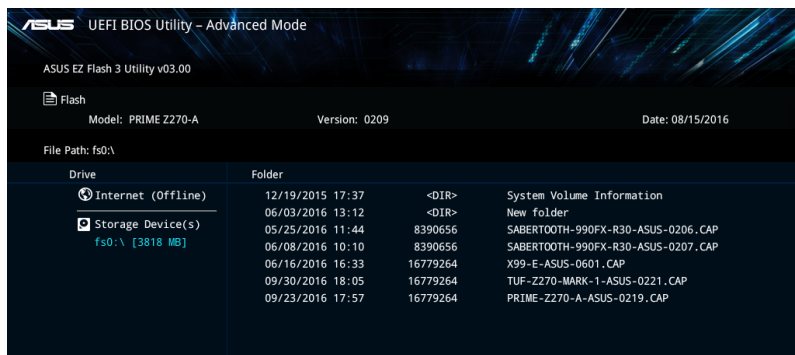 ASUS UEFI BIOS Utility – Advanced Mode
ASUS EZ Flash 3 Utility v03.00
Flash
Model: PRIME Z270-A Version: 0209 Date: 08/15/2016
File Path: fs0:\
Drive Folder
Internet (Offline) 12/19/2015 17:37 <DIR> System Volume Information
06/03/2016 13:12 <DIR> New folder
Storage Device(s) 05/25/2016 11:44 8390656 SABERTOOTH-990FX-R30-ASUS-0206.CAP
fs0:\ [3818 MB] 06/08/2016 10:10 8390656 SABERTOOTH-990FX-R30-ASUS-0207.CAP
06/16/2016 16:33 16779264 X99-E-ASUS-0601.CAP
09/30/2016 18:05 16779264 TUF-Z270-MARK-1-ASUS-0221.CAP
09/23/2016 17:57 16779264 PRIME-Z270-A-ASUS-0219.CAP